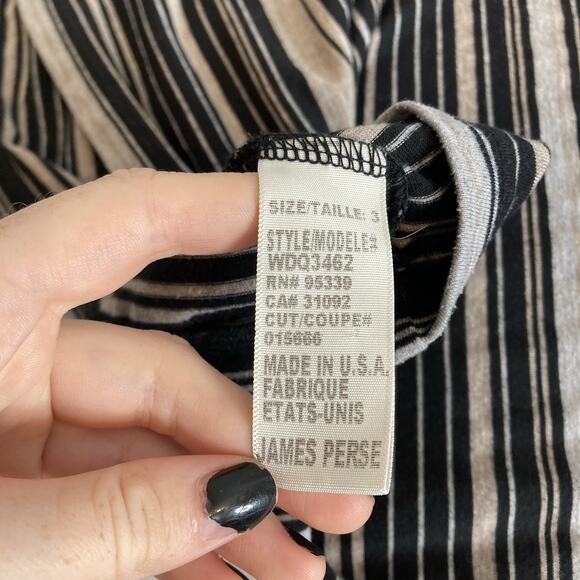 SIZE/TAILLE: 3
STYLE/MODELE#
WDQ3462
RN# 95339
CA# 31092
CUT/COUPE#
015666
MADE IN U.S.A.
FABRIQUE
ETATS-UNIS
JAMES PERSE